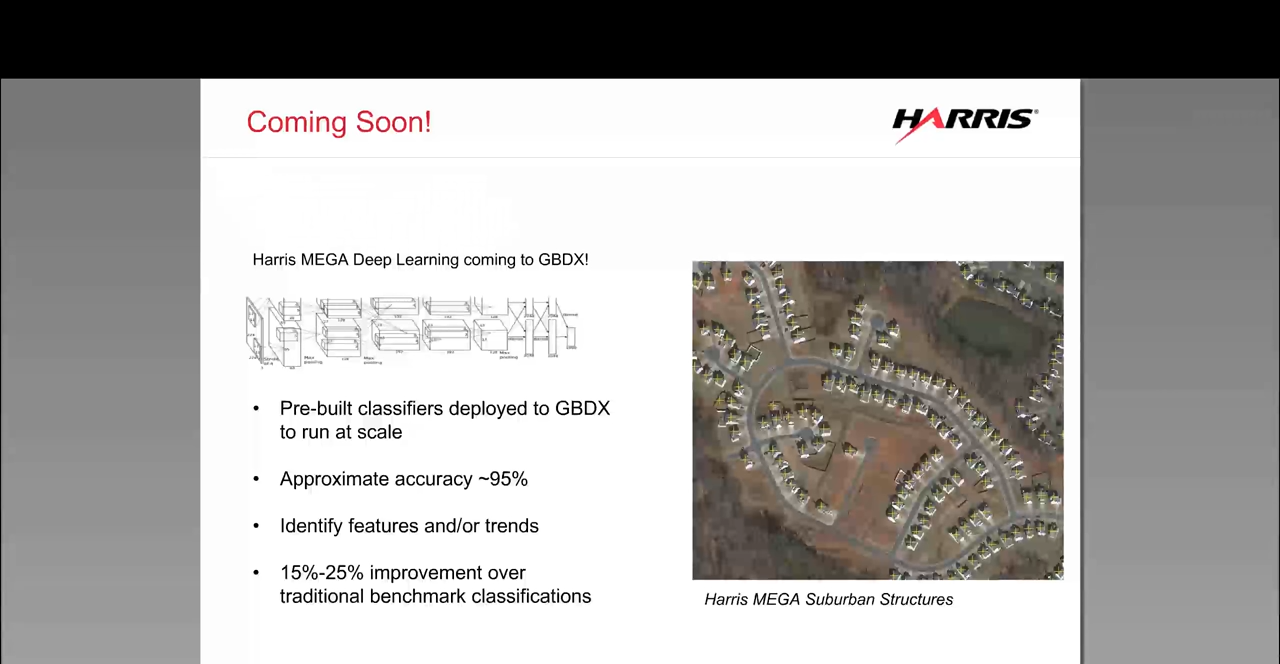 Coming Soon!
HARRIS®
Harris MEGA Deep Learning coming to GBDX!
• Pre-built classifiers deployed to GBDX
to run at scale
• Approximate accuracy ~95%
• Identify features and/or trends
• 15%-25% improvement over
traditional benchmark classifications
Harris MEGA Suburban Structures